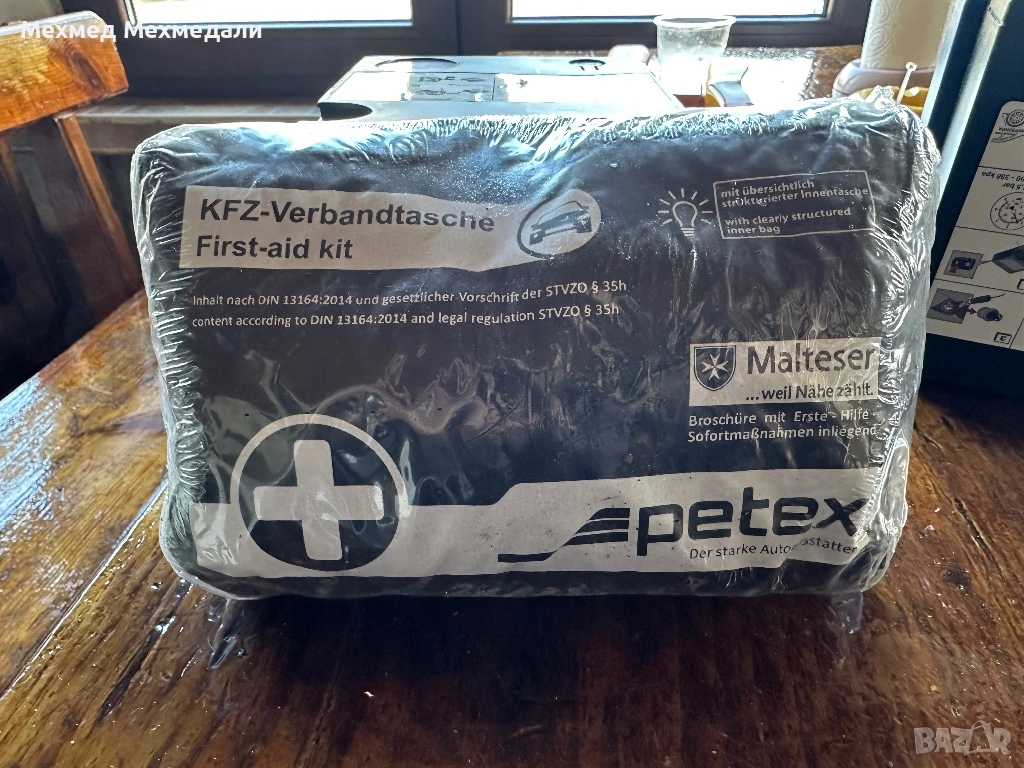 Мехмед Мехмедали
KFZ-Verbandtasche
First-aid kit
mit übersichtlich
strukturierter Innentasche
with clearly structured
inner bag
Inhalt nach DIN 13164:2014 und gesetzlicher Vorschrift der STVZO § 35h
content according to DIN 13164:2014 and legal regulation STVZO § 35h
Malteser
...weil Nähe zählt.
Broschüre mit Erste - Hilfe -
Sofortmaßnahmen inliegend
petex
Der starke
BAZAR